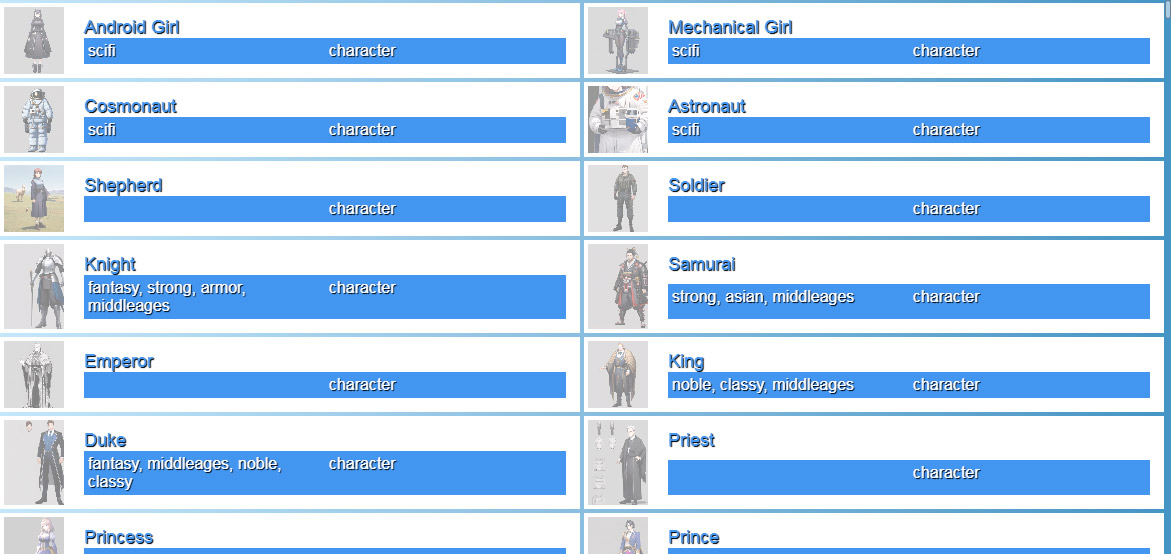 Android Girl
scifi character
Mechanical Girl
scifi character
Cosmonaut
scifi character
Astronaut
scifi character
Shepherd
character
Soldier
character
Knight
fantasy, strong, armor, character
middleages
Samurai
strong, asian, middleages character
Emperor
character
King
noble, classy, middleages character
Duke
fantasy, middleages, noble, character
classy
Priest
character
Princess
Prince